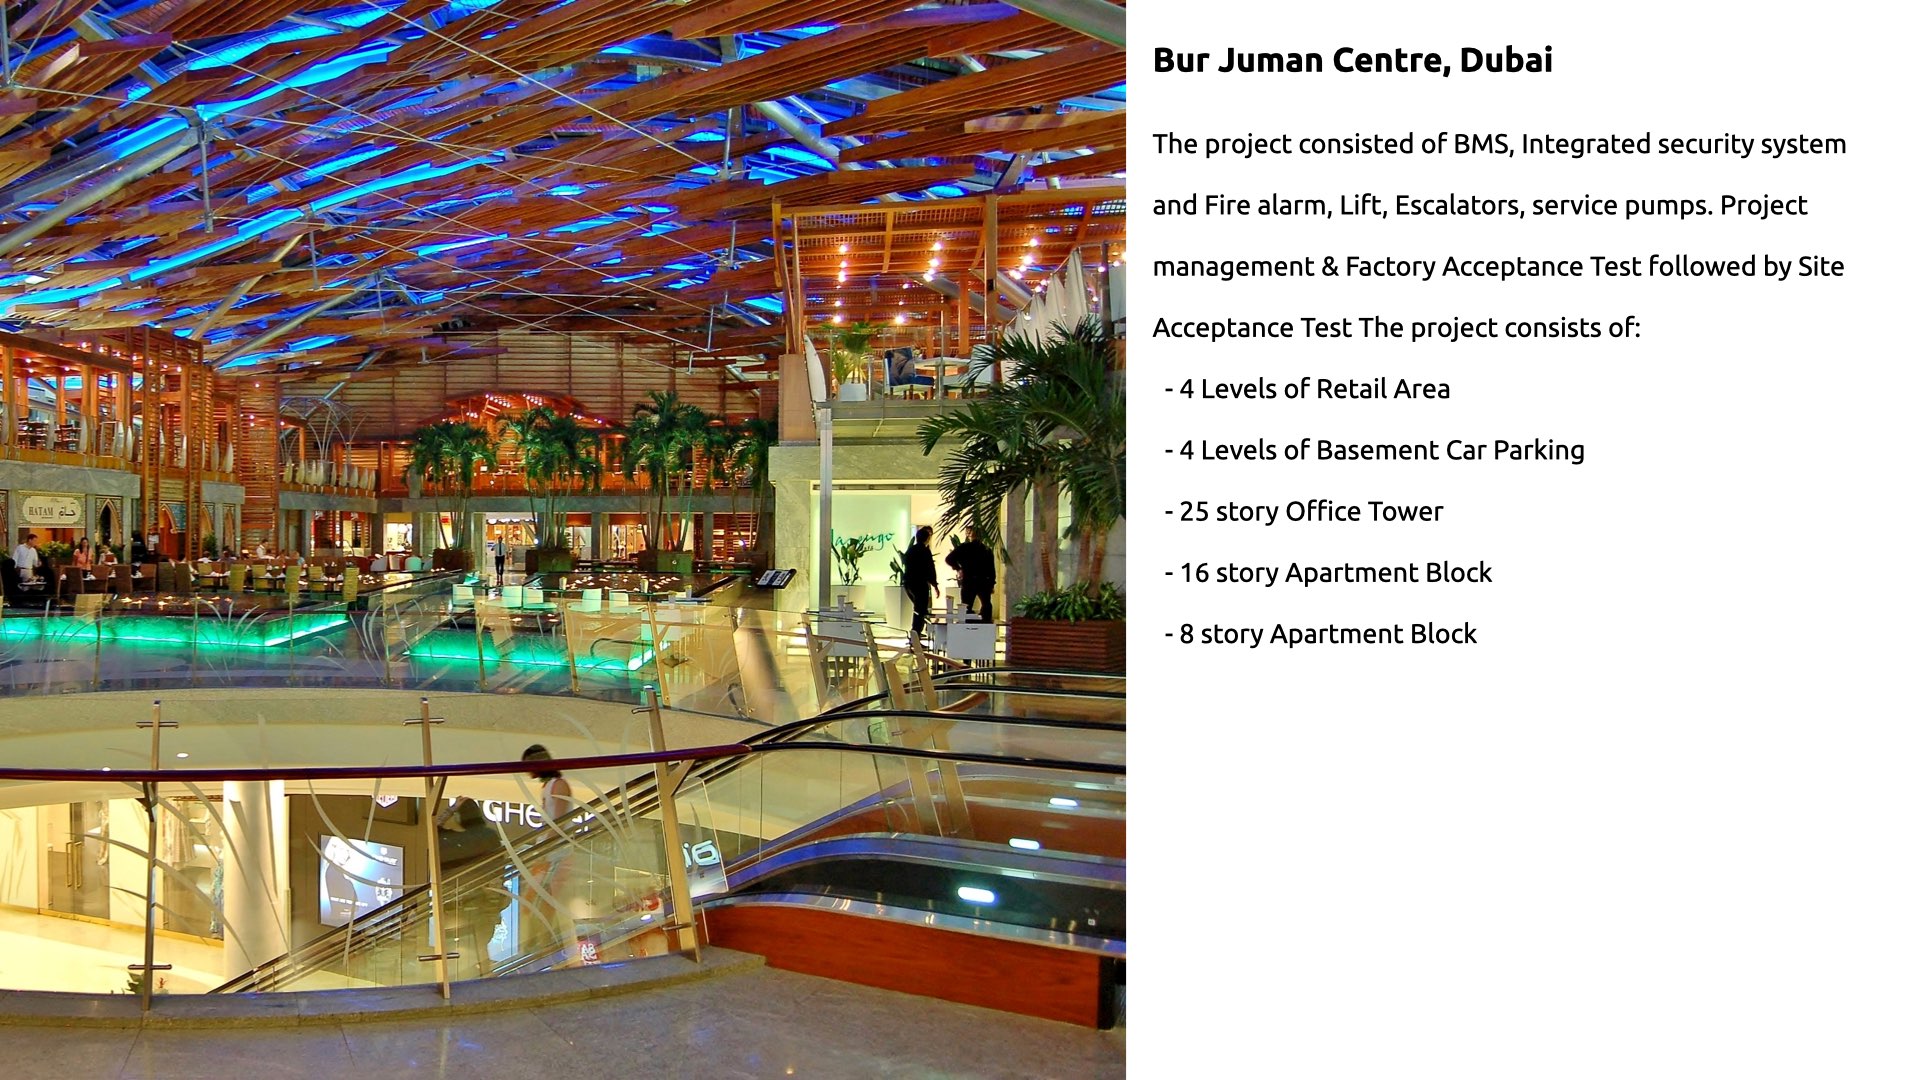 Bur Juman Centre, Dubai
The project consisted of BMS, Integrated security system
and Fire alarm, Lift, Escalators, service pumps. Project
management & Factory Acceptance Test followed by Site
Acceptance Test The project consists of:
- 4 Levels of Retail Area
- 4 Levels of Basement Car Parking
- 25 story Office Tower
- 16 story Apartment Block
- 8 story Apartment Block
HATAM